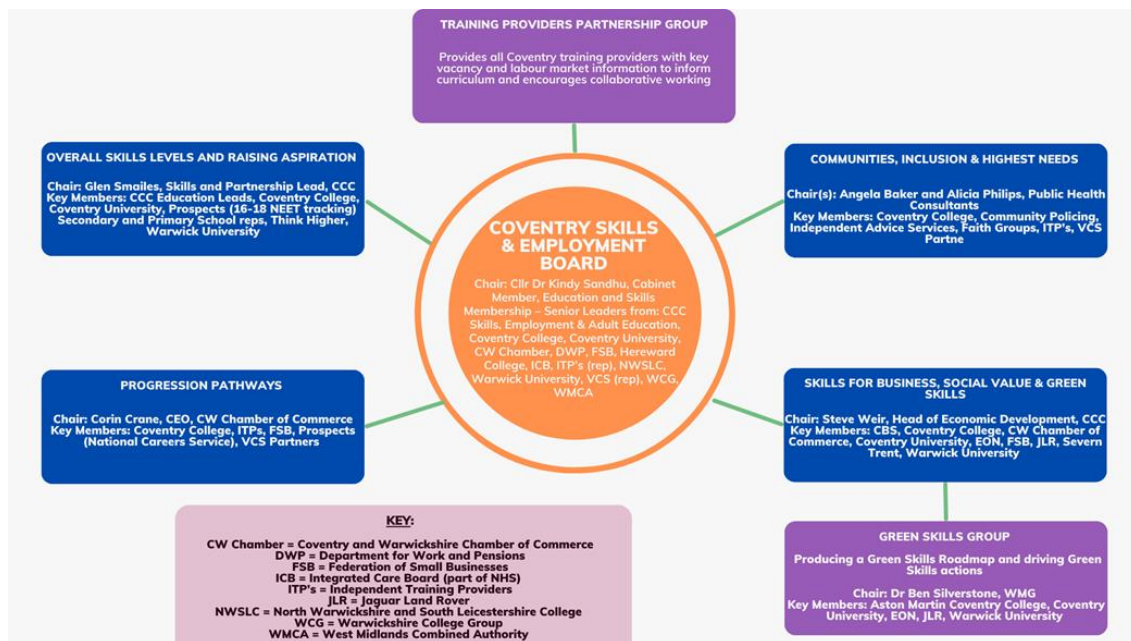 TRAINING PROVIDERS PARTNERSHIP GROUP
Provides all Coventry training providers with key
vacancy and labour market information to inform
curriculum and encourages collaborative working
OVERALL SKILLS LEVELS AND RAISING ASPIRATION
Chair: Glen Smailes, Skills and Partnership Lead, CCC
Key Members: CCC Education Leads, Coventry College,
Coventry University, Prospects (16-18 NEET tracking)
Secondary and Primary School reps, Think Higher,
Warwick University
COMMUNITIES, INCLUSION & HIGHEST NEEDS
Chair(s): Angela Baker and Alicia Philips, Public Health
Consultants
Key Members: Coventry College, Community Policing,
Independent Advice Services, Faith Groups, ITP's, VCS
Partne
COVENTRY SKILLS
& EMPLOYMENT
BOARD
Chair: Cllr Dr Kindy Sandhu, Cabinet
Member, Education and Skills
Membership – Senior Leaders from: CCC
Skills, Employment & Adult Education,
Coventry College, Coventry University,
CW Chamber, DWP, FSB, Hereward
College, ICB, ITP's (rep), NWSLC,
Warwick University, VCS (rep), WCG,
WMCA
PROGRESSION PATHWAYS
Chair: Corin Crane, CEO, CW Chamber of Commerce
Key Members: Coventry College, ITPs, FSB, Prospects
(National Careers Service), VCS Partners
SKILLS FOR BUSINESS, SOCIAL VALUE & GREEN
SKILLS
Chair: Steve Weir, Head of Economic Development, CCC
Key Members: CBS, Coventry College, CW Chamber of
Commerce, Coventry University, EON, FSB, JLR, Severn
Trent, Warwick University
KEY:
CW Chamber = Coventry and Warwickshire Chamber of Commerce
DWP = Department for Work and Pensions
FSB = Federation of Small Businesses
ICB = Integrated Care Board (part of NHS)
ITP's = Independent Training Providers
JLR = Jaguar Land Rover
NWSLC = North Warwickshire and South Leicestershire College
WCG = Warwickshire College Group
WMCA = West Midlands Combined Authority
GREEN SKILLS GROUP
Producing a Green Skills Roadmap and driving Green
Skills actions
Chair: Dr Ben Silverstone, WMG
Key Members: Aston Martin Coventry College, Coventry
University, EON, JLR, Warwick University